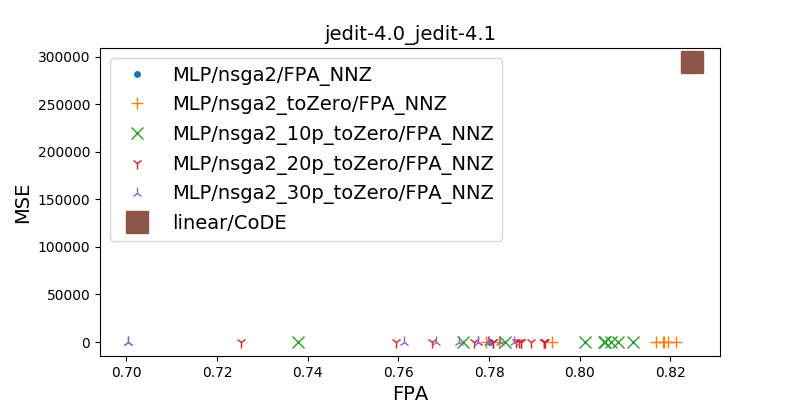 jedit-4.0_jedit-4.1
MSE
300000
250000
200000
150000
100000
50000
0
MLP/nsga2/FPA_NNZ
MLP/nsga2_toZero/FPA_NNZ
MLP/nsga2_10p_toZero/FPA_NNZ
MLP/nsga2_20p_toZero/FPA_NNZ
MLP/nsga2_30p_toZero/FPA_NNZ
linear/CoDE
0.70 0.72 0.74 0.76 0.78 0.80 0.82
FPA